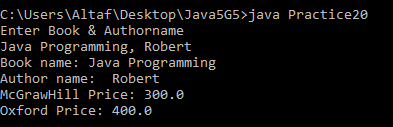 C:\Users\Altaf\Desktop\Java5G5>java Practice20
Enter Book & Authorname
Java Programming, Robert
Book name: Java Programming
Author name:  Robert
McGrawHill Price: 300.0
Oxford Price: 400.0